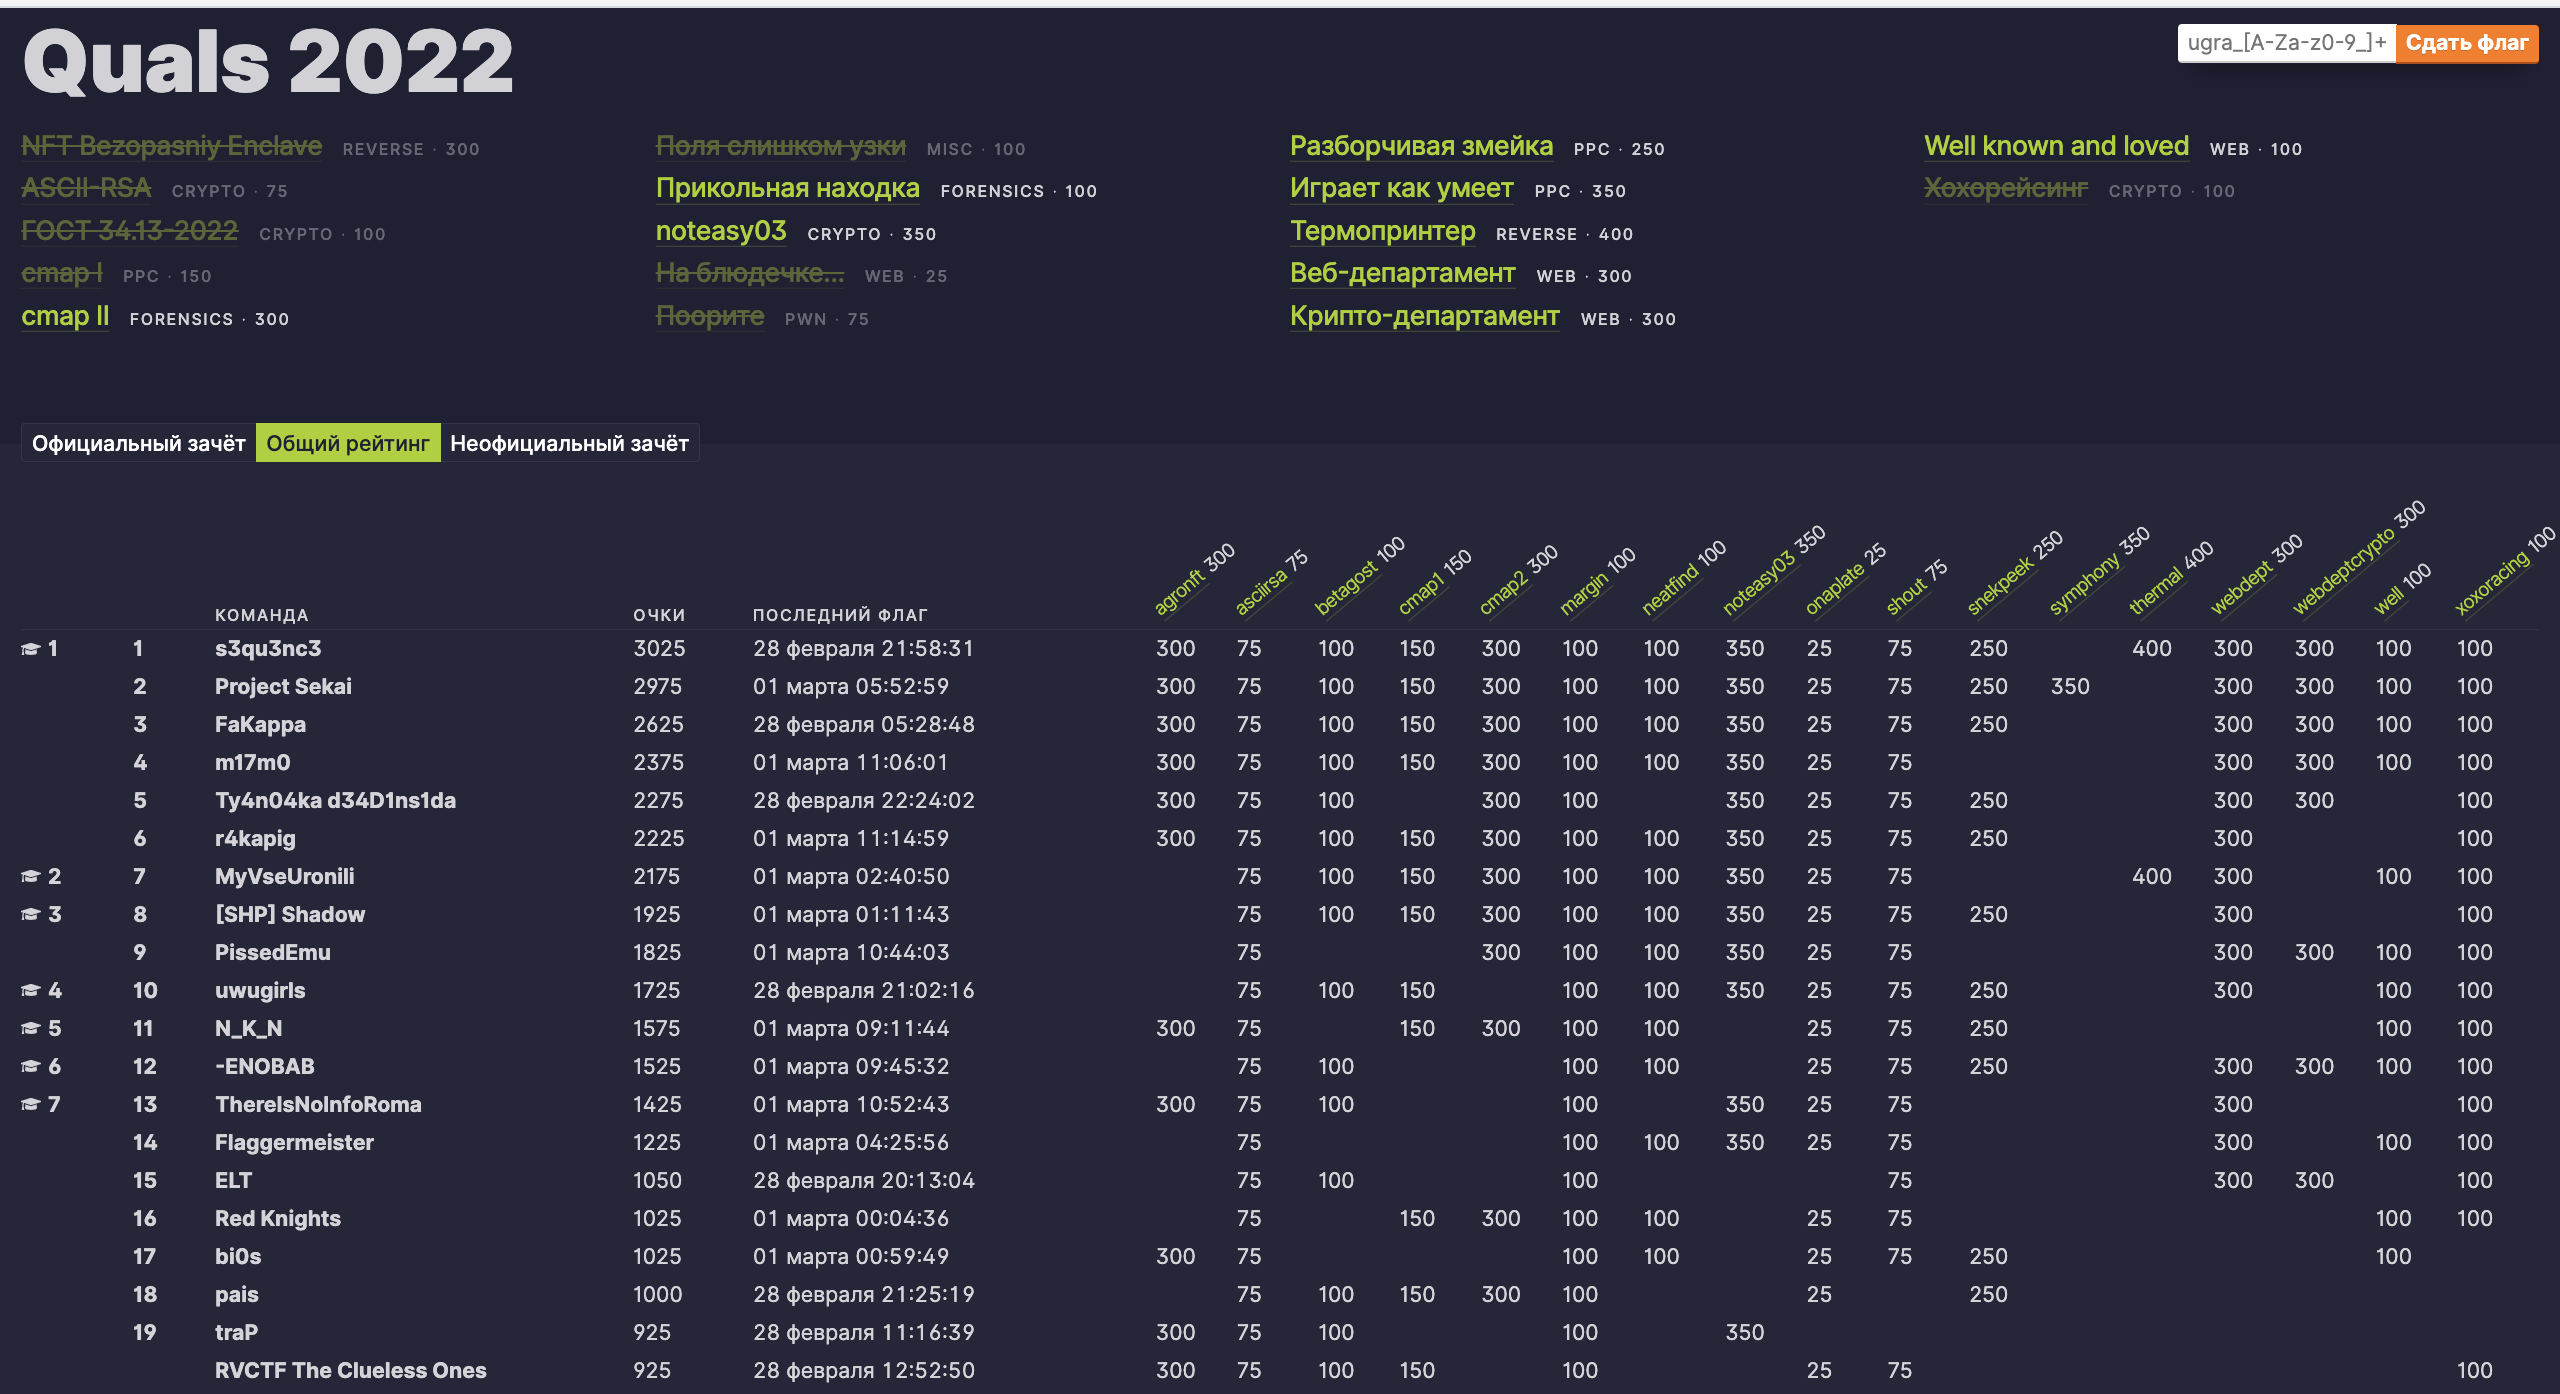 Quals 2022
ugra_[A-Za-z0-9_]+ Сдать флаг
NFT Bezopasniy Enclave REVERSE · 300
ASCII-RSA CRYPTO · 75
ГОСТ 34.13-2022 CRYPTO · 100
cmap I PPC · 150
cmap II FORENSICS · 300
Поля слишком узки MISC · 100
Прикольная находка FORENSICS · 100
noteasy03 CRYPTO · 350
На блюдечке... WEB · 25
Поорите PWN · 75
Разборчивая змейка PPC · 250
Играет как умеет PPC · 350
Термопринтер REVERSE · 400
Веб-департамент WEB · 300
Крипто-департамент WEB · 300
Well known and loved WEB · 100
Хохорейсинг CRYPTO · 100
Официальный зачёт Общий рейтинг Неофициальный зачёт
КОМАНДА ОЧКИ ПОСЛЕДНИЙ ФЛАГ agronft 300 asciirsa 75 betagost 100 cmap1 150 cmap2 300 margin 100 neatfind 100 noteasy03 350 onaplate 25 shout 75 snekpeek 250 symphony 350 thermal 400 webdept 300 webdeptcrypto 300 well 100 xoxoracing 100
1 1 s3qu3nc3 3025 28 февраля 21:58:31 300 75 100 150 300 100 100 350 25 75 250 400 300 300 100 100
2 Project Sekai 2975 01 марта 05:52:59 300 75 100 150 300 100 100 350 25 75 250 350 300 300 100 100
3 FaKappa 2625 28 февраля 05:28:48 300 75 100 150 300 100 100 350 25 75 250 300 300 100 100
4 m17m0 2375 01 марта 11:06:01 300 75 100 150 300 100 100 350 25 75 300 300 100 100
5 Ty4n04ka d34D1ns1da 2275 28 февраля 22:24:02 300 75 100 300 100 350 25 75 250 300 300 100
6 r4kapig 2225 01 марта 11:14:59 300 75 100 150 300 100 100 350 25 75 250 300 100
2 7 MyVseUronili 2175 01 марта 02:40:50 75 100 150 300 100 100 350 25 75 400 300 100 100
3 8 [SHP] Shadow 1925 01 марта 01:11:43 75 100 150 300 100 100 350 25 75 250 300 100
9 PissedEmu 1825 01 марта 10:44:03 75 300 100 100 350 25 75 300 300 100 100
4 10 uwugirls 1725 28 февраля 21:02:16 75 100 150 100 100 350 25 75 250 300 100 100
5 11 N_K_N 1575 01 марта 09:11:44 300 75 150 300 100 100 25 75 250 100 100
6 12 -ENOBAB 1525 01 марта 09:45:32 75 100 100 100 25 75 250 300 300 100 100
7 13 ThereIsNoInfoRoma 1425 01 марта 10:52:43 300 75 100 100 350 25 75 300 100
14 Flaggermeister 1225 01 марта 04:25:56 75 100 100 350 25 75 300 100 100
15 ELT 1050 28 февраля 20:13:04 75 100 100 75 300 300 100
16 Red Knights 1025 01 марта 00:04:36 75 150 300 100 100 25 75 100 100
17 bi0s 1025 01 марта 00:59:49 300 75 100 100 25 75 250 100
18 pais 1000 28 февраля 21:25:19 75 100 150 300 100 25 250
19 traP 925 28 февраля 11:16:39 300 75 100 100 350
RVCTF The Clueless Ones 925 28 февраля 12:52:50 300 75 100 150 100 25 75 100